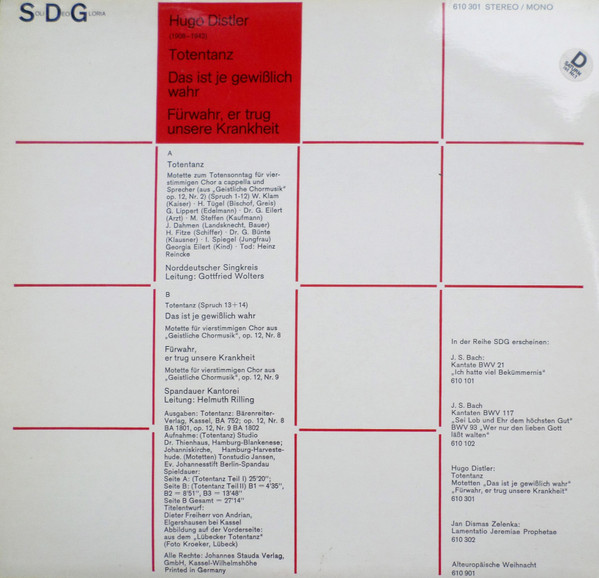 SOLI DEO GLORIA
610 301 STEREO / MONO
Hugo Distler
(1908–1942)
Totentanz
Das ist je gewißlich
wahr
Fürwahr, er trug
unsere Krankheit
D
A
Totentanz
Motette zum Totensonntag für vier-
stimmigen Chor a cappella und
Sprecher (aus „Geistliche Chormusik“
op. 12, Nr. 2) (Spruch 1-12) W. Klam
(Kaiser) · H. Tügel (Bischof, Greis)
G. Lippert (Edelmann) · Dr. G. Eilert
(Arzt) · M. Steffen (Kaufmann)
J. Dahmen (Landsknecht, Bauer)
H. Fitze (Schiffer) · Dr. G. Bünte
(Klausner) · I. Spiegel (Jungfrau)
Georgia Eilert (Kind) · Tod: Heinz
Reincke
Norddeutscher Singkreis
Leitung: Gottfried Wolters
B
Totentanz (Spruch 13+14)
Das ist je gewißlich wahr
Motette für vierstimmigen Chor aus
„Geistliche Chormusik“, op. 12, Nr. 8
Fürwahr,
er trug unsere Krankheit
Motette für vierstimmigen Chor aus
„Geistliche Chormusik“, op. 12, Nr. 9
Spandauer Kantorei
Leitung: Helmuth Rilling
Ausgaben: Totentanz: Bärenreiter-
Verlag, Kassel, BA 752; op. 12, Nr. 8
BA 1801, op. 12, Nr. 9 BA 1802
Aufnahme: (Totentanz) Studio
Dr. Thienhaus, Hamburg-Blankenese;
Johanniskirche, Hamburg-Harveste-
hude. (Motetten) Tonstudio Jansen,
Ev. Johannesstift Berlin-Spandau
Spieldauer:
Seite A: (Totentanz Teil I) 25'20";
Seite B: (Totentanz Teil II) B1 = 4'35",
B2 = 8'51", B3 = 13'48"
Seite B Gesamt = 27'14"
Titelentwurf:
Dieter Freiherr von Andrian,
Elgershausen bei Kassel
Abbildung auf der Vorderseite:
aus dem „Lübecker Totentanz“
(Foto Kroeker, Lübeck)
Alle Rechte: Johannes Stauda Verlag,
GmbH, Kassel-Wilhelmshöhe
Printed in Germany
In der Reihe SDG erscheinen:
J. S. Bach:
Kantate BWV 21
„Ich hatte viel Bekümmernis“
610 101
J. S. Bach
Kantaten BWV 117
„Sei Lob und Ehr dem höchsten Gut“
BWV 93 „Wer nur den lieben Gott
läßt walten“
610 102
Hugo Distler:
Totentanz
Motetten „Das ist je gewißlich wahr“
„Fürwahr, er trug unsere Krankheit“
610 301
Jan Dismas Zelenka:
Lamentatio Jeremiae Prophetae
610 302
Alteuropäische Weihnacht
610 901